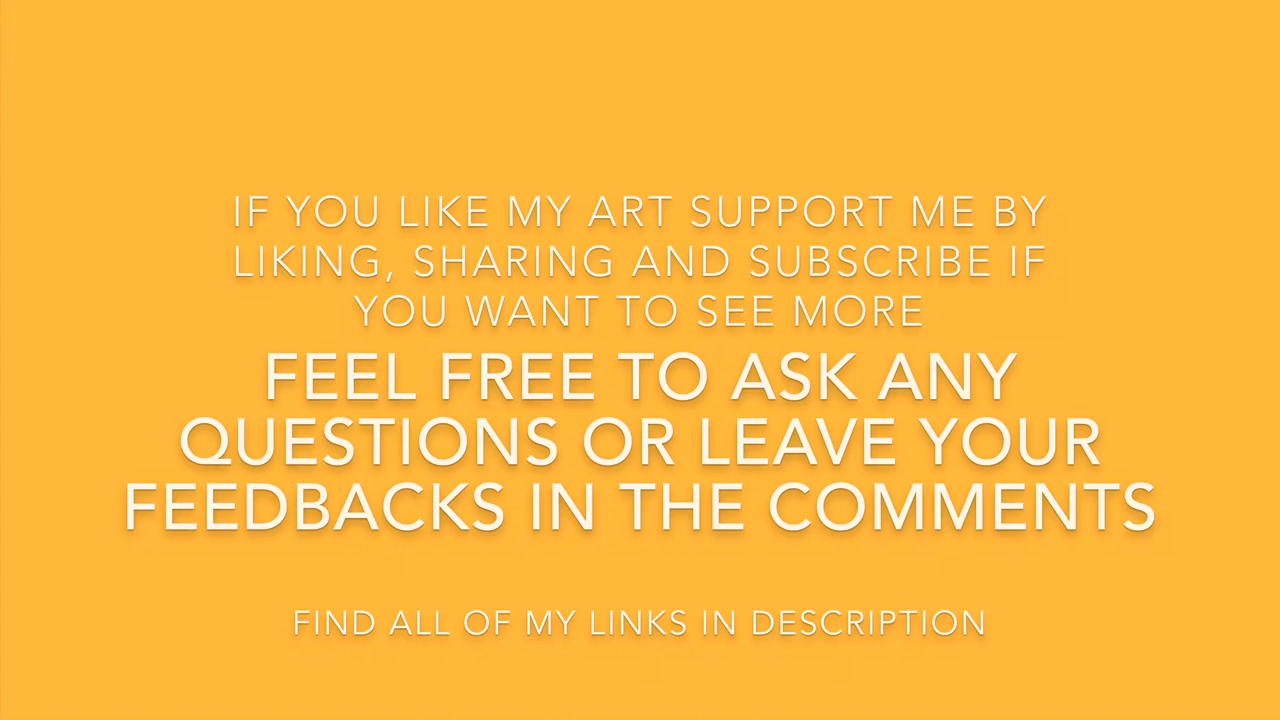 IF YOU LIKE MY ART SUPPORT ME BY
LIKING, SHARING AND SUBSCRIBE IF
YOU WANT TO SEE MORE
FEEL FREE TO ASK ANY
QUESTIONS OR LEAVE YOUR
FEEDBACKS IN THE COMMENTS
FIND ALL OF MY LINKS IN DESCRIPTION